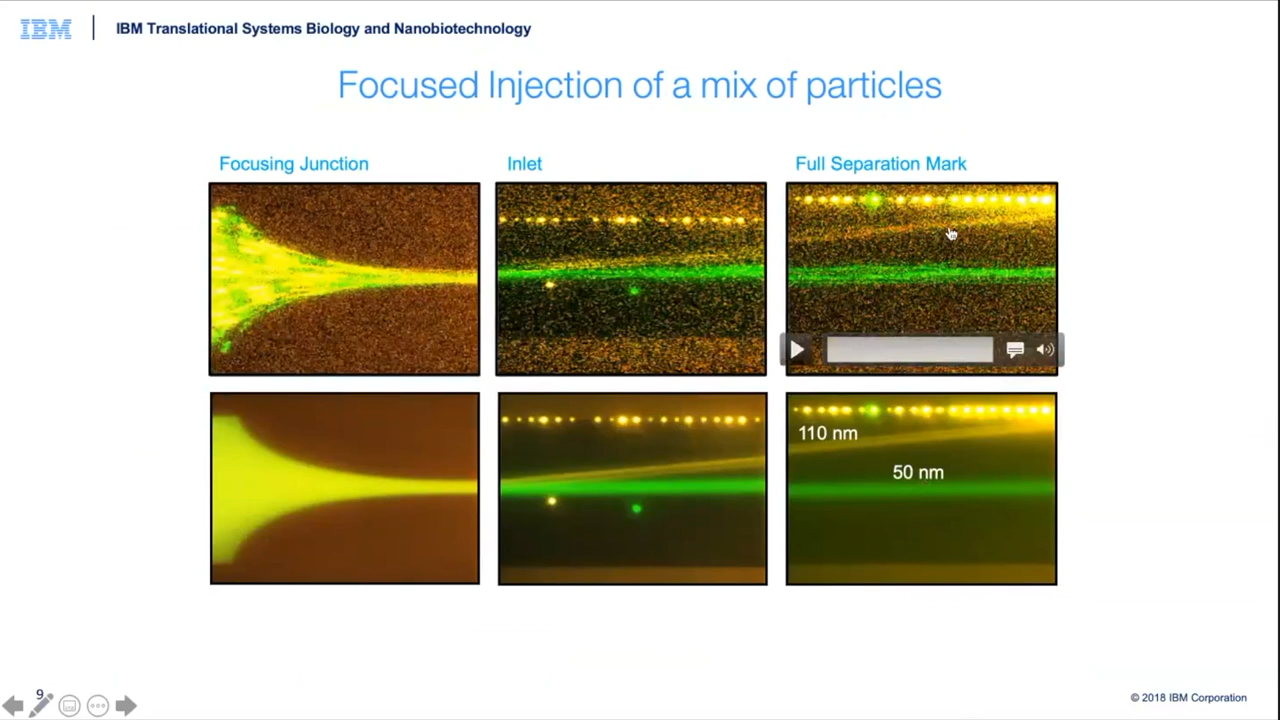 IBM
IBM Translational Systems Biology and Nanobiotechnology
Focused Injection of a mix of particles
Focusing Junction
Inlet
Full Separation Mark
110 nm
50 nm
9
© 2018 IBM Corporation